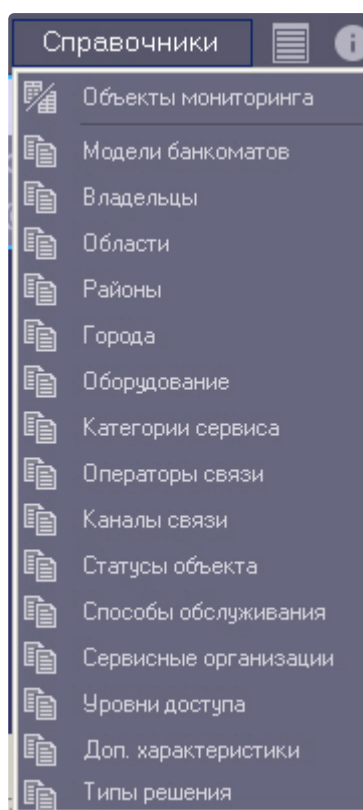 Справочники
Объекты мониторинга
Модели банкоматов
Владельцы
Области
Районы
Города
Оборудование
Категории сервиса
Операторы связи
Каналы связи
Статусы объекта
Способы обслуживания
Сервисные организации
Уровни доступа
Доп. характеристики
Типы решения